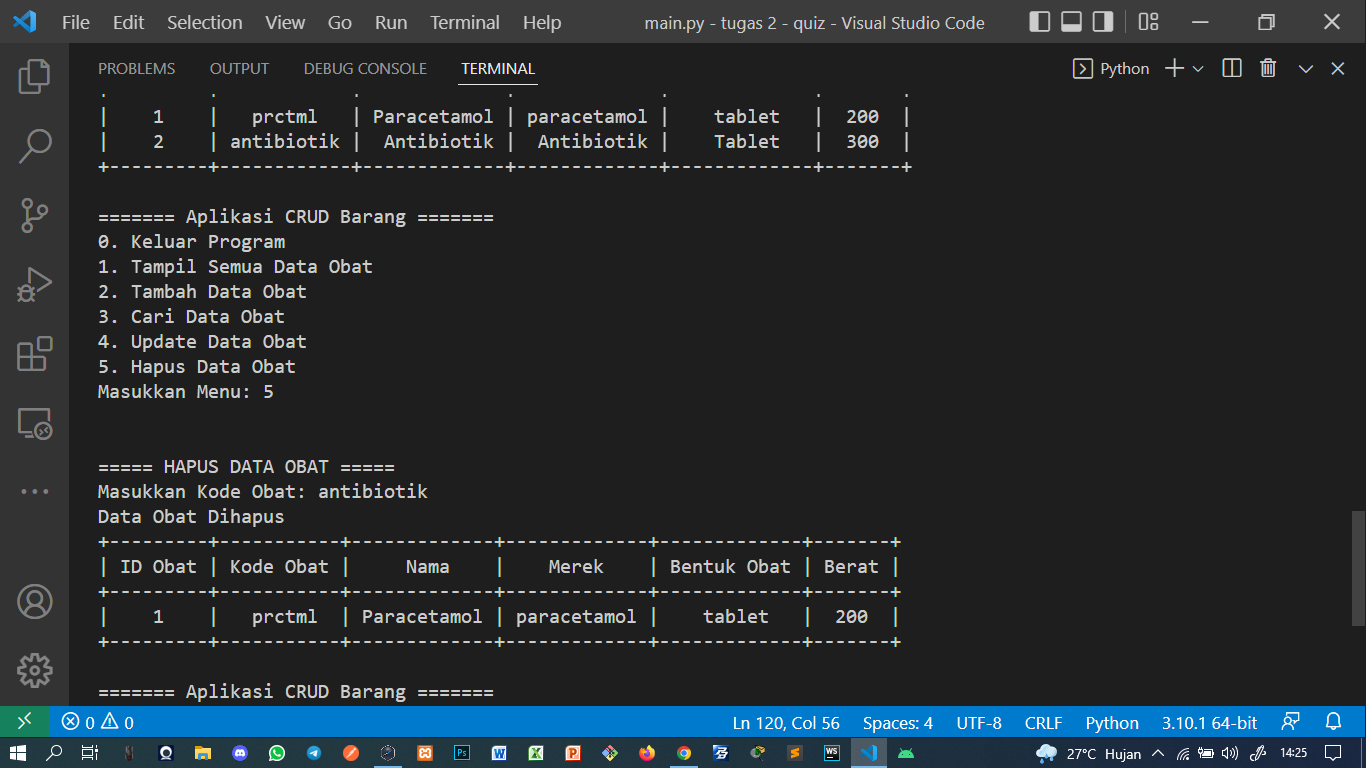 File Edit Selection View Go Run Terminal Help main.py - tugas 2 - quiz - Visual Studio Code
PROBLEMS OUTPUT DEBUG CONSOLE TERMINAL Python
| 1 | prctml | Paracetamol | paracetamol | tablet | 200 |
| 2 | antibiotik | Antibiotik | Antibiotik | Tablet | 300 |
+---------+------------+-------------+-------------+-------------+-------+
======= Aplikasi CRUD Barang =======
0. Keluar Program
1. Tampil Semua Data Obat
2. Tambah Data Obat
3. Cari Data Obat
4. Update Data Obat
5. Hapus Data Obat
Masukkan Menu: 5
===== HAPUS DATA OBAT =====
Masukkan Kode Obat: antibiotik
Data Obat Dihapus
+---------+-----------+-------------+-------------+-------------+-------+
| ID Obat | Kode Obat | Nama | Merek | Bentuk Obat | Berat |
+---------+-----------+-------------+-------------+-------------+-------+
| 1 | prctml | Paracetamol | paracetamol | tablet | 200 |
+---------+-----------+-------------+-------------+-------------+-------+
======= Aplikasi CRUD Barang =======
0 0 Ln 120, Col 56 Spaces: 4 UTF-8 CRLF Python 3.10.1 64-bit
27°C Hujan 14:25